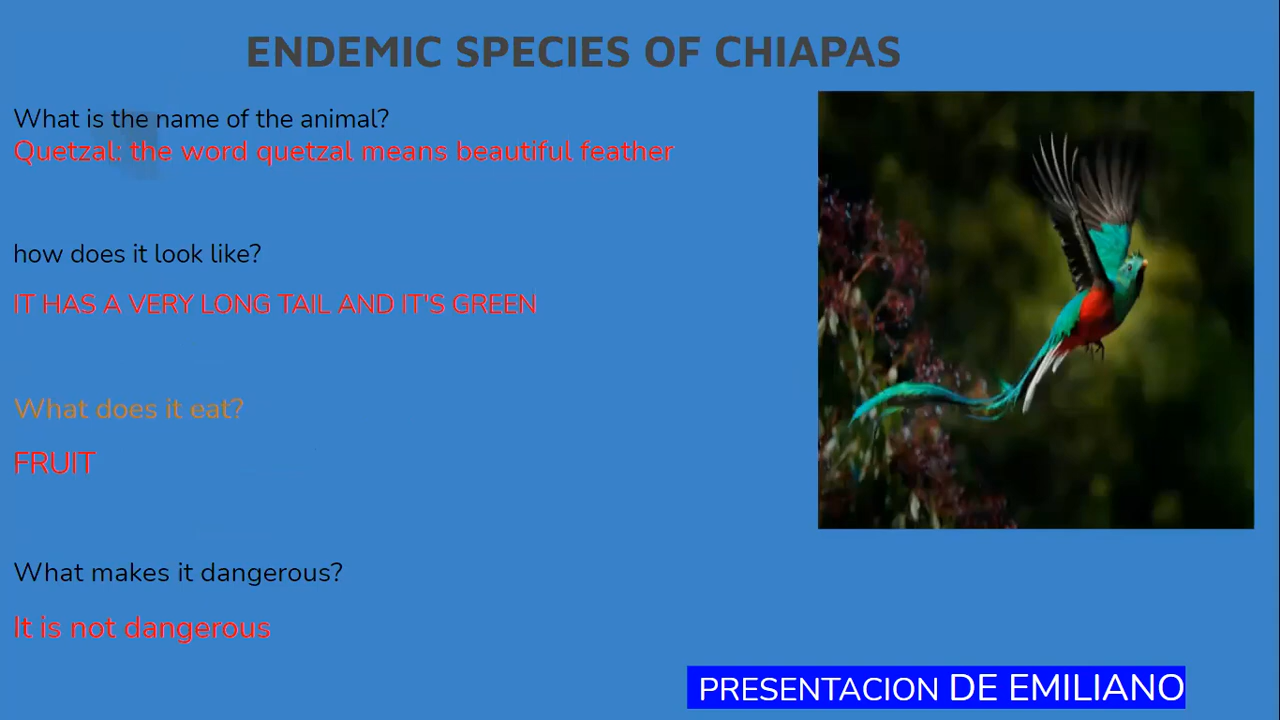 ENDEMIC SPECIES OF CHIAPAS
What is the name of the animal?
Quetzal: the word quetzal means beautiful feather
how does it look like?
IT HAS A VERY LONG TAIL AND IT'S GREEN
What does it eat?
FRUIT
What makes it dangerous?
It is not dangerous
PRESENTACION DE EMILIANO